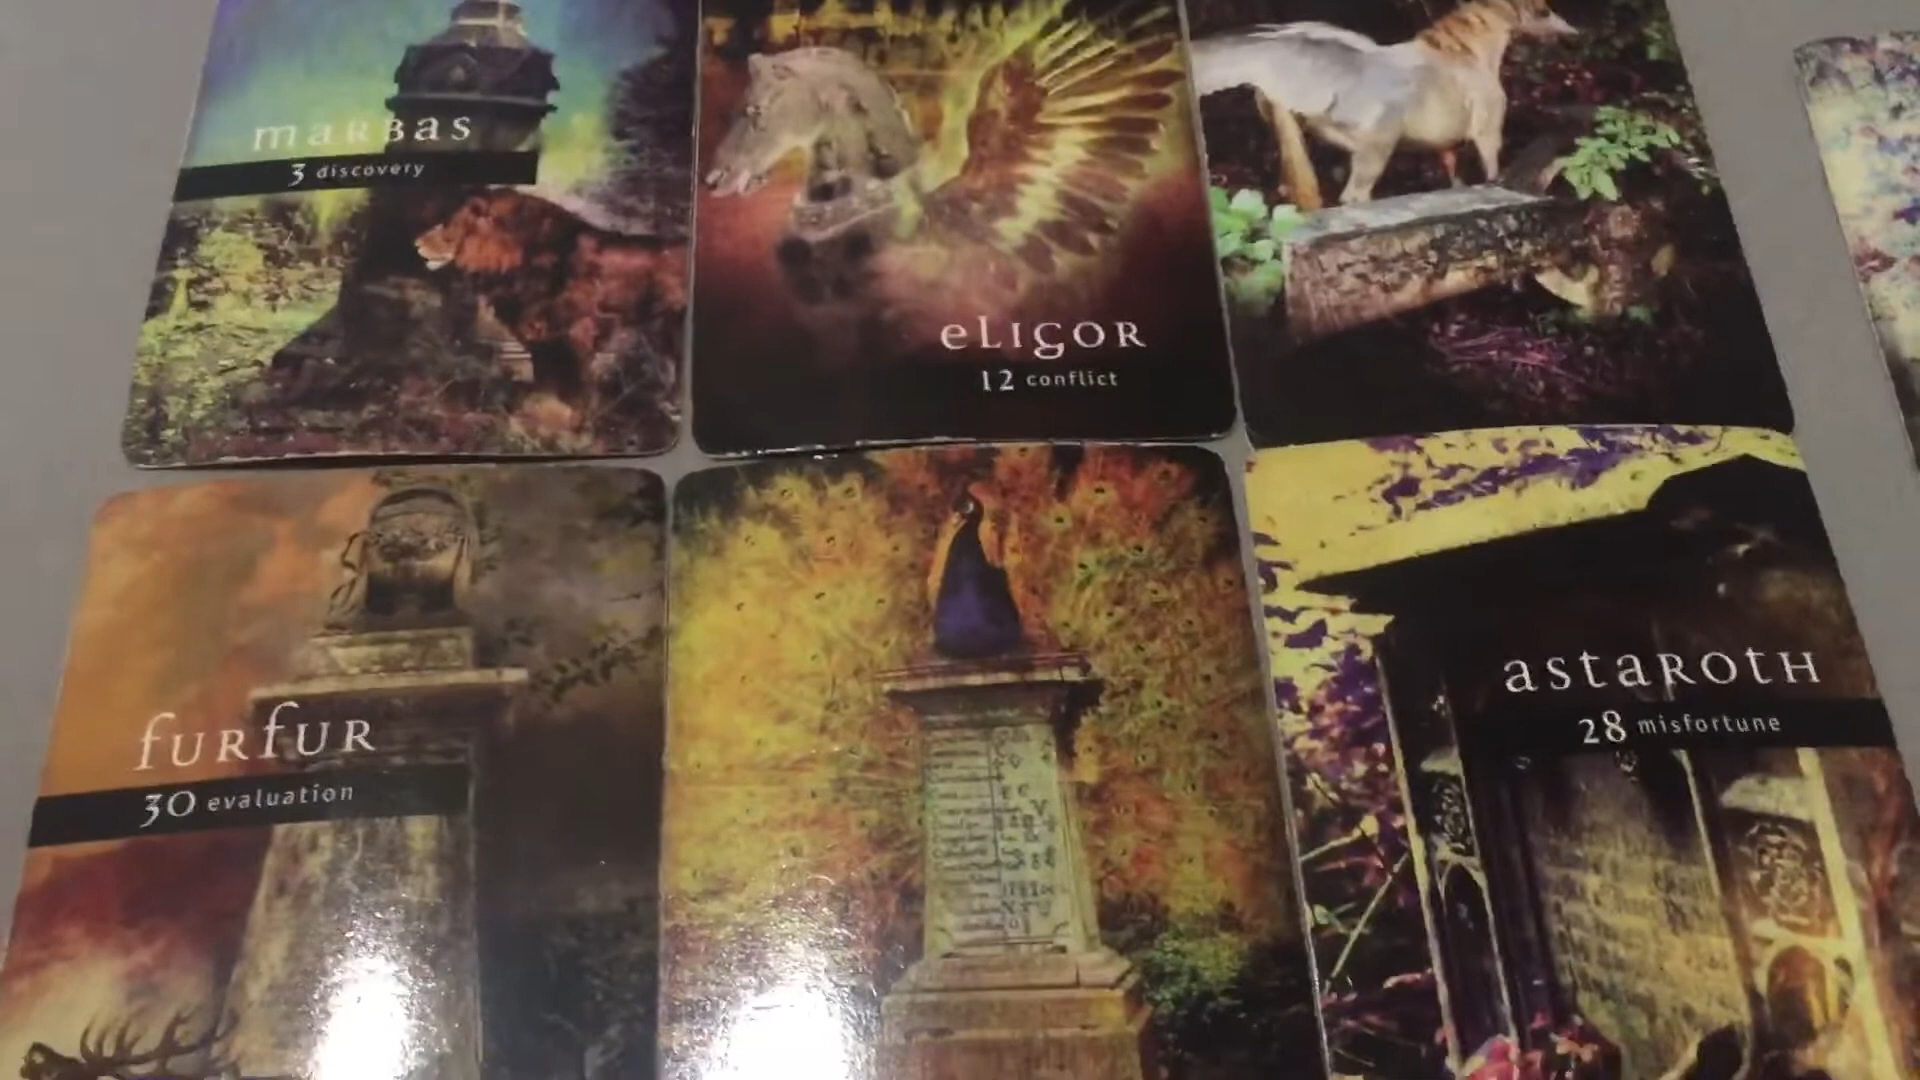 marbas
3 discovery
eligor
12 conflict
furfur
30 evaluation
astaroth
28 misfortune